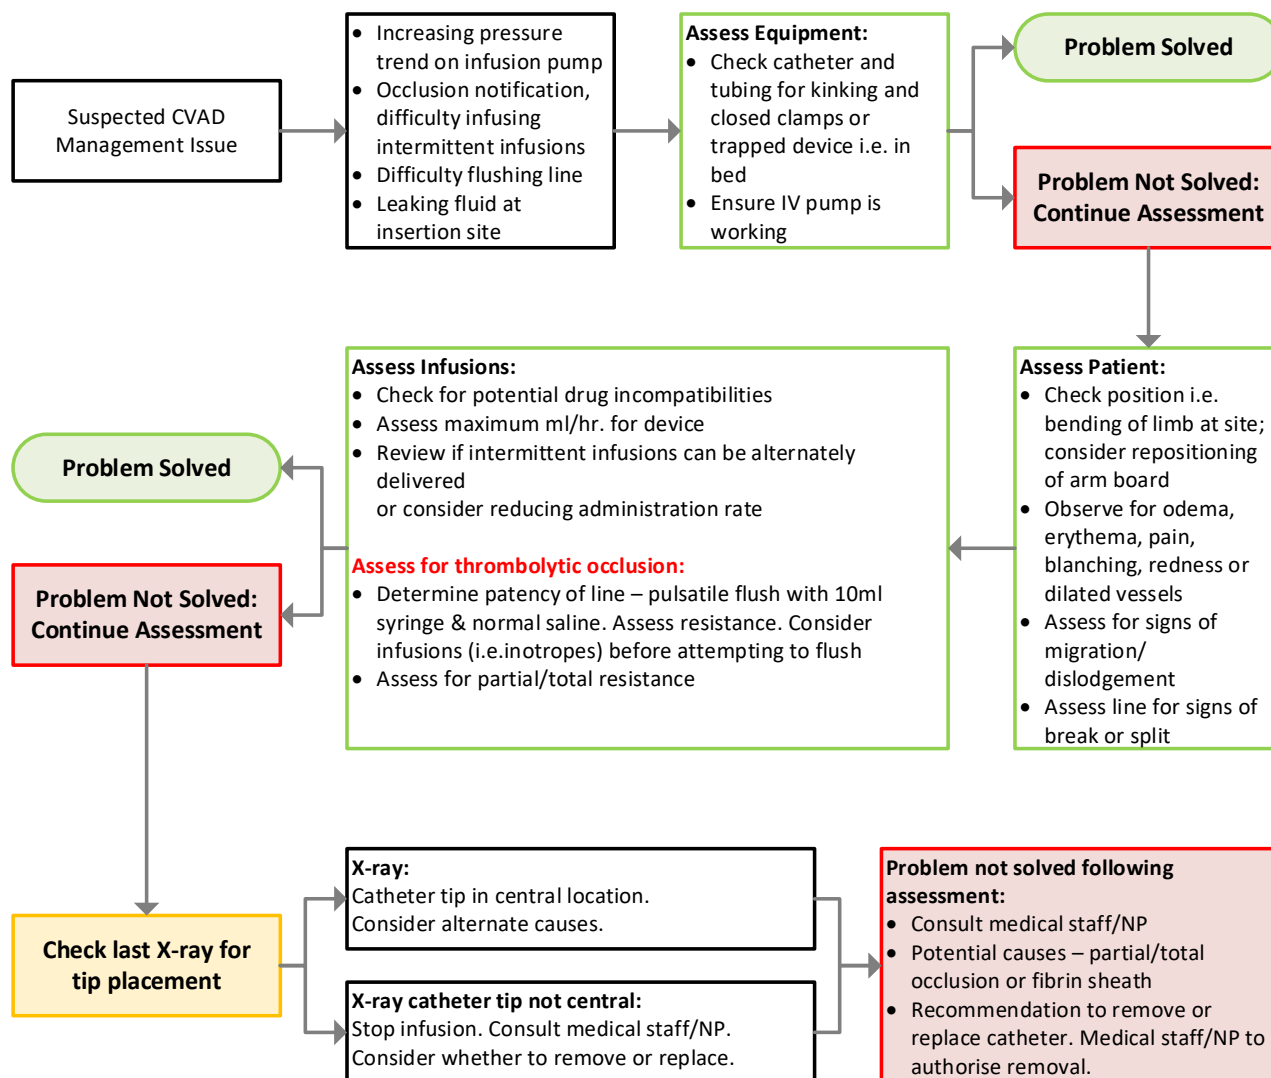 Suspected CVAD
Management Issue
• Increasing pressure
trend on infusion pump
• Occlusion notification,
difficulty infusing
intermittent infusions
• Difficulty flushing line
• Leaking fluid at
insertion site
Assess Equipment:
• Check catheter and
tubing for kinking and
closed clamps or
trapped device i.e. in
bed
• Ensure IV pump is
working
Problem Solved
Problem Not Solved:
Continue Assessment
Assess Patient:
• Check position i.e.
bending of limb at site;
consider repositioning
of arm board
• Observe for odema,
erythema, pain,
blanching, redness or
dilated vessels
• Assess for signs of
migration/
dislodgement
• Assess line for signs of
break or split
Assess Infusions:
• Check for potential drug incompatibilities
• Assess maximum ml/hr. for device
• Review if intermittent infusions can be alternately
delivered
or consider reducing administration rate
Assess for thrombolytic occlusion:
• Determine patency of line – pulsatile flush with 10ml
syringe & normal saline. Assess resistance. Consider
infusions (i.e.inotropes) before attempting to flush
• Assess for partial/total resistance
Problem Solved
Problem Not Solved:
Continue Assessment
Check last X-ray for
tip placement
X-ray:
Catheter tip in central location.
Consider alternate causes.
X-ray catheter tip not central:
Stop infusion. Consult medical staff/NP.
Consider whether to remove or replace.
Problem not solved following
assessment:
• Consult medical staff/NP
• Potential causes – partial/total
occlusion or fibrin sheath
• Recommendation to remove or
replace catheter. Medical staff/NP to
authorise removal.